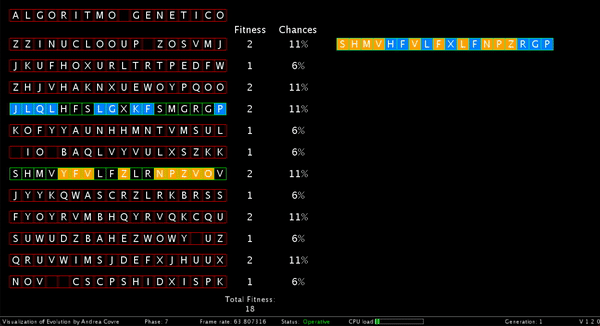 ALGORITMO GENETICO
Fitness Chances
ZZINUCLOOUP ZOSVMJ 2 11% SHMVHFVLFXLFNPZRGP
JKUFHOXURLTRTPEDFW 1 6%
ZHJVHAKNXUEWOYPQOO 2 11%
JLQLHFSLGXKFSMGRGP 2 11%
KOFYYAUNHHMNTVMSUL 1 6%
IO BAQLVYVULXSZKK 1 6%
SHMVYFVLFZLRNPZVOV 2 11%
JYYKQWASCRZLRKBRSS 1 6%
FYOYRVMBHQYRVQKCQU 2 11%
SUWUDZBAHEZWOWY UZ 1 6%
QRUVWIMSJDEFXJHUUX 2 11%
NOV CSCPSHIDXISPK 1 6%
Total Fitness:
18
Visualization of Evolution by Andrea Covre Phase: 7 Frame rate: 63.807316 Status: Operative CPU load Generation: 1 V 1.2.0